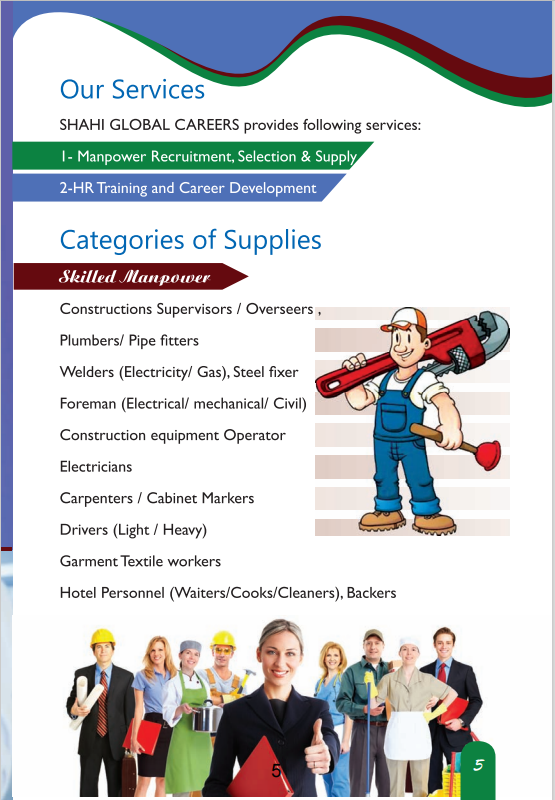 Our Services
SHAHI GLOBAL CAREERS provides following services:
1- Manpower Recruitment, Selection & Supply
2-HR Training and Career Development
Categories of Supplies
Skilled Manpower
Constructions Supervisors / Overseers ,
Plumbers/ Pipe fitters
Welders (Electricity/ Gas), Steel fixer
Foreman (Electrical/ mechanical/ Civil)
Construction equipment Operator
Electricians
Carpenters / Cabinet Markers
Drivers (Light / Heavy)
Garment Textile workers
Hotel Personnel (Waiters/Cooks/Cleaners), Backers
5
5